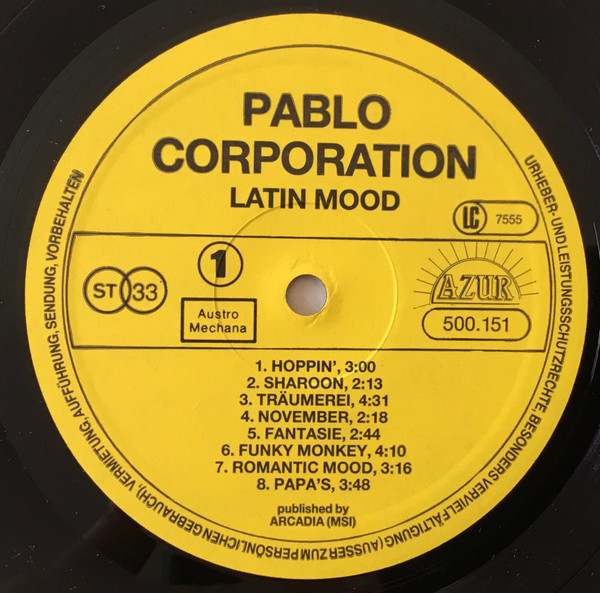 PABLO
CORPORATION
LATIN MOOD
LC 7555
ST 33
1
Austro
Mechana
AZUR
500.151
1. HOPPIN', 3:00
2. SHAROON, 2:13
3. TRÄUMEREI, 4:31
4. NOVEMBER, 2:18
5. FANTASIE, 2:44
6. FUNKY MONKEY, 4:10
7. ROMANTIC MOOD, 3:16
8. PAPA'S, 3:48
published by
ARCADIA (MSI)
URHEBER- UND LEISTUNGSSCHUTZRECHTE, BESONDERS VERVIELFÄLTIGUNG (AUSSER ZUM PERSÖNLICHEN GEBRAUCH), VERMIETUNG, AUFFÜHRUNG, SENDUNG, VORBEHALTEN